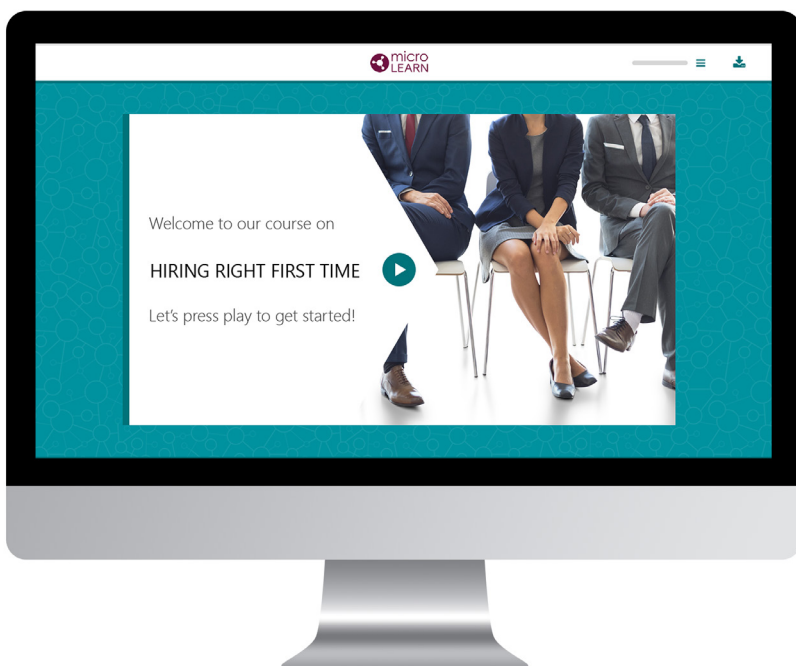 micro
LEARN
Welcome to our course on
HIRING RIGHT FIRST TIME
Let's press play to get started!